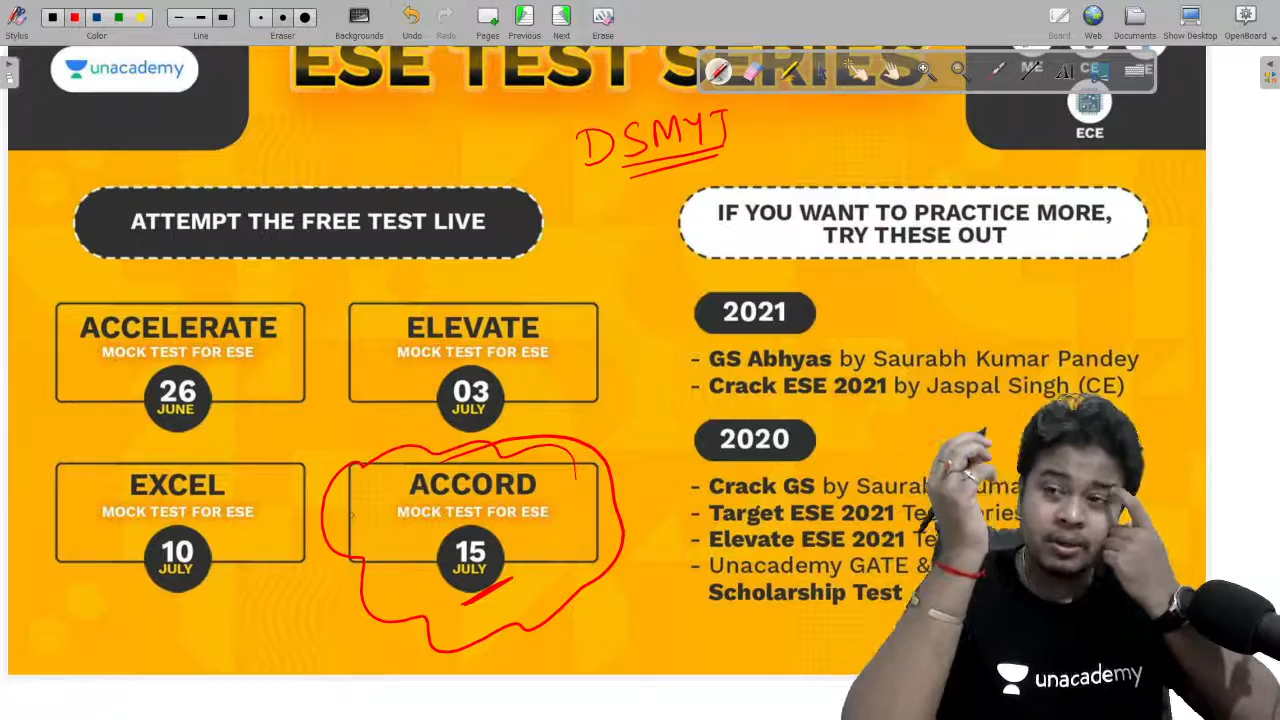 Stylus
Color
Line
Eraser
Backgrounds
Undo
Redo
Pages
Previous
Next
Erase
Board
Web
Documents
Show Desktop
OpenBoard
unacademy
ESE TEST SERIES
ME
CE
E
ECE
DSMYJ
ATTEMPT THE FREE TEST LIVE
ACCELERATE
MOCK TEST FOR ESE
26
JUNE
ELEVATE
MOCK TEST FOR ESE
03
JULY
EXCEL
MOCK TEST FOR ESE
10
JULY
ACCORD
MOCK TEST FOR ESE
15
JULY
IF YOU WANT TO PRACTICE MORE,
TRY THESE OUT
2021
- GS Abhyas by Saurabh Kumar Pandey
- Crack ESE 2021 by Jaspal Singh (CE)
2020
- Crack GS by
- Target ESE 2021
- Elevate ESE 2021
- Unacademy GATE &
Scholarship Test
unacademy